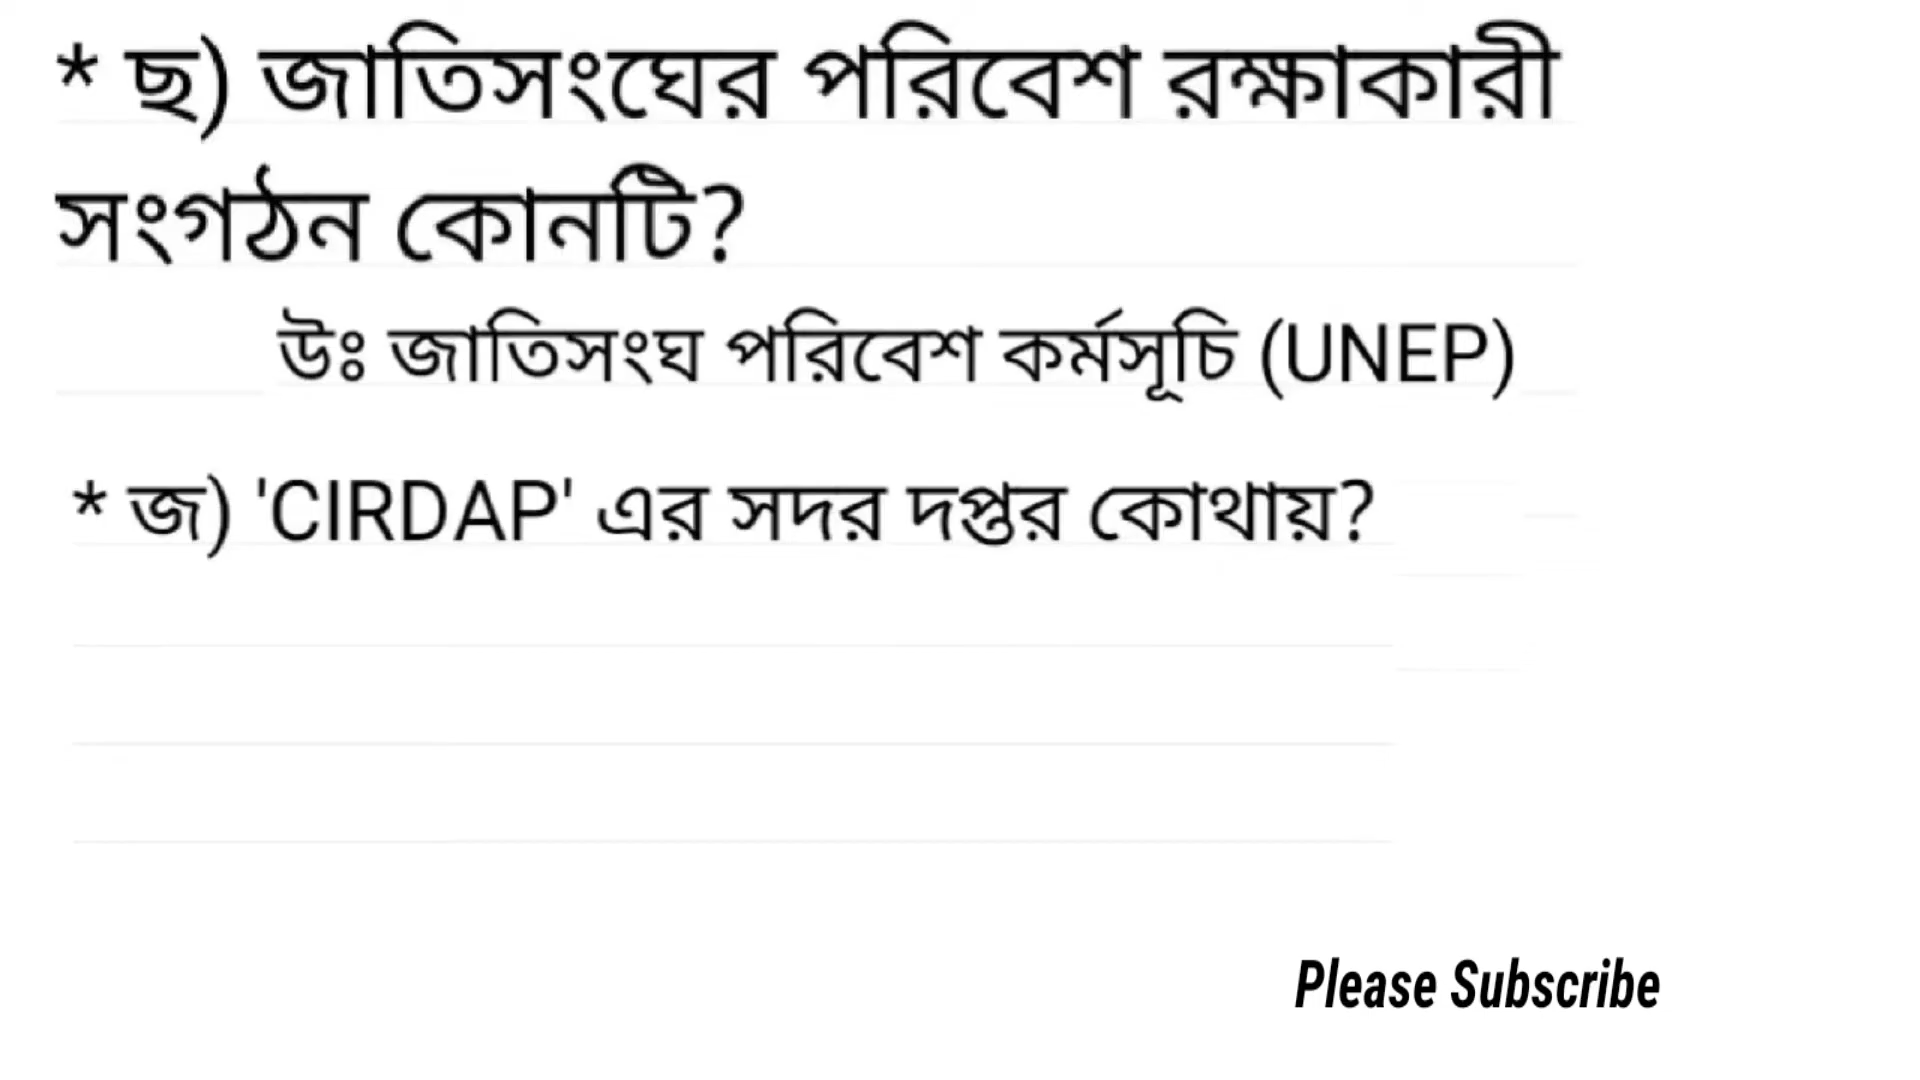 * ছ) জাতিসংঘের পরিবেশ রক্ষাকারী
সংগঠন কোনটি?
উঃ জাতিসংঘ পরিবেশ কর্মসূচি (UNEP)
* জ) 'CIRDAP' এর সদর দপ্তর কোথায়?
Please Subscribe